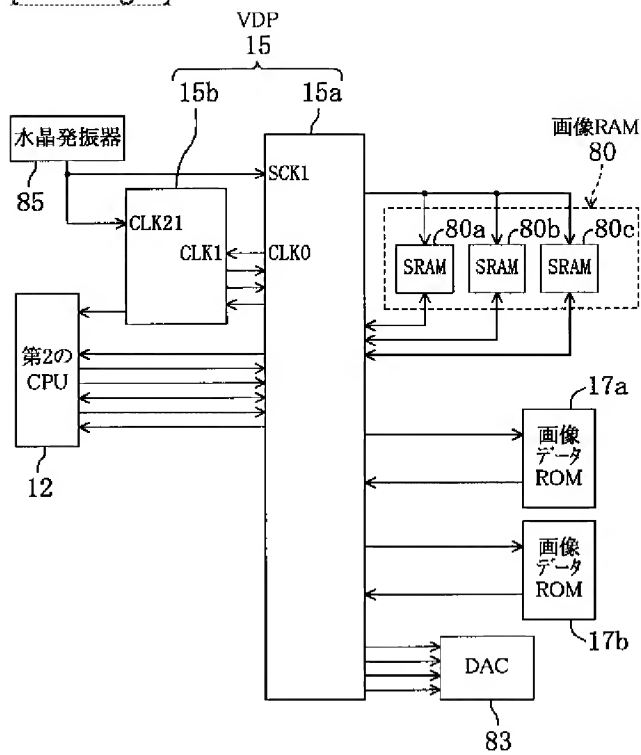 VDP
15
15b
15a
水晶発振器
85
SCK1
CLK21
CLK1
CLK0
画像RAM
80
80a
80b
80c
SRAM
SRAM
SRAM
第2の
CPU
12
17a
画像
データ
ROM
画像
データ
ROM
17b
DAC
83